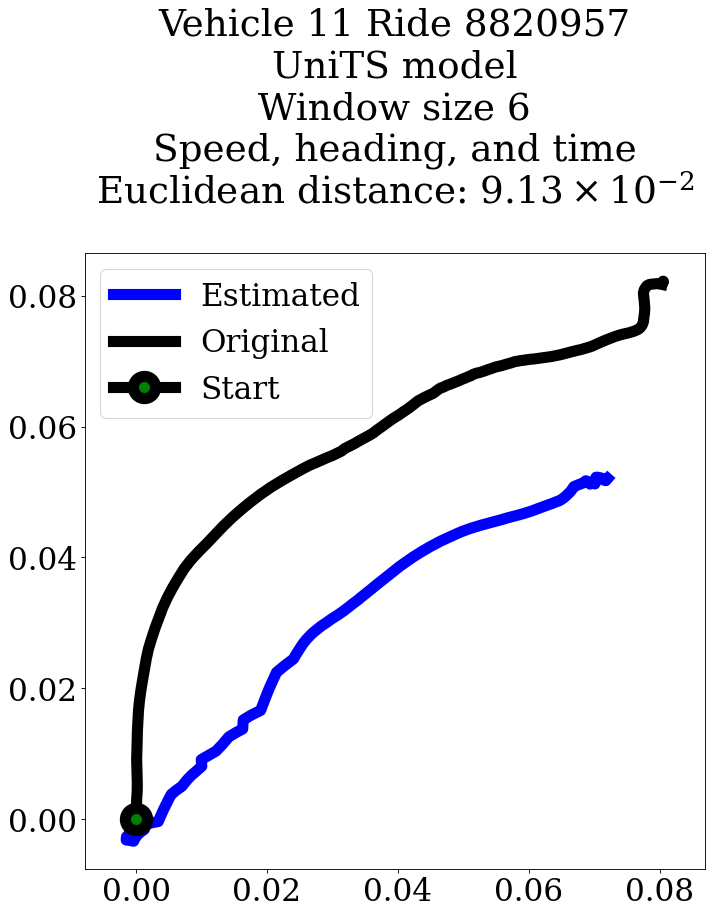 Vehicle 11 Ride 8820957
UniTS model
Window size 6
Speed, heading, and time
Euclidean distance: 9.13 × 10⁻²
Estimated
Original
Start
0.08
0.06
0.04
0.02
0.00
0.00 0.02 0.04 0.06 0.08